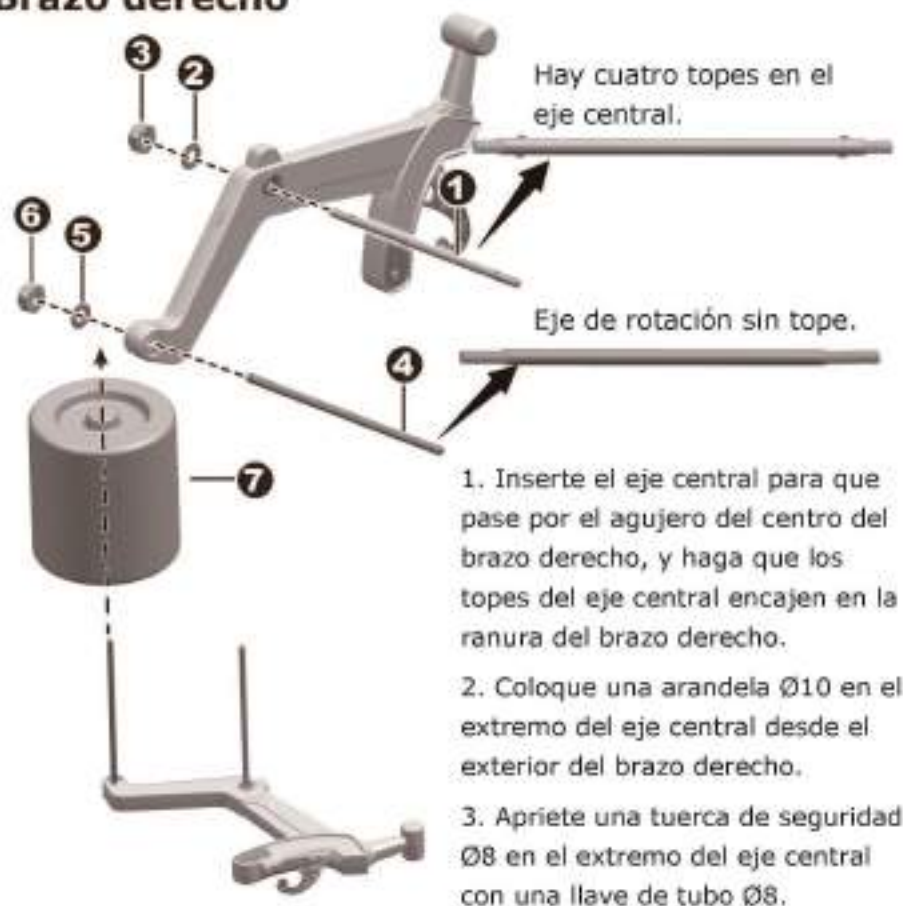 Brazo derecho
3
2
Hay cuatro topes en el
eje central.
1
6
5
Eje de rotación sin tope.
4
7
1. Inserte el eje central para que
pase por el agujero del centro del
brazo derecho, y haga que los
topes del eje central encajen en la
ranura del brazo derecho.
2. Coloque una arandela Ø10 en el
extremo del eje central desde el
exterior del brazo derecho.
3. Apriete una tuerca de seguridad
Ø8 en el extremo del eje central
con una llave de tubo Ø8.